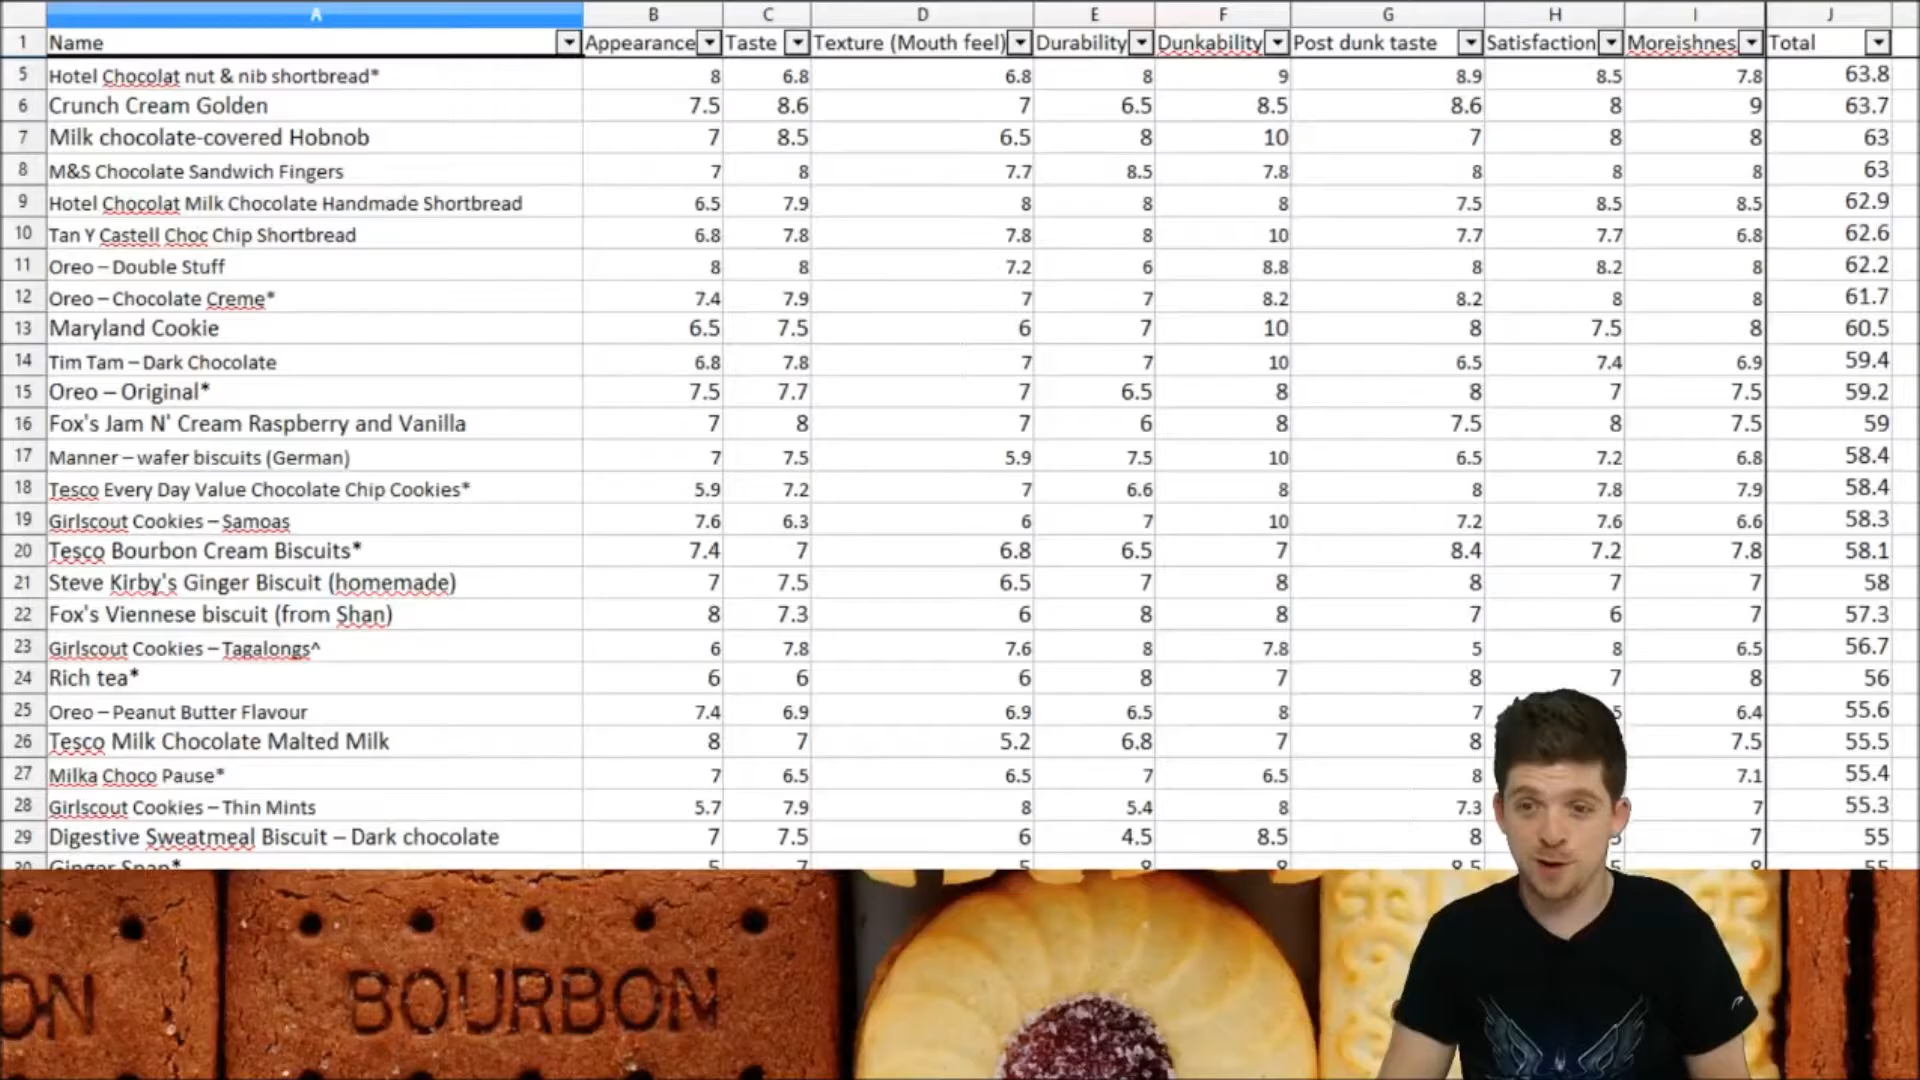 A B C D E F G H I J
1 Name Appearance Taste Texture (Mouth feel) Durability Dunkability Post dunk taste Satisfaction Moreishnes Total
5 Hotel Chocolat nut & nib shortbread* 8 6.8 6.8 8 9 8.9 8.5 7.8 63.8
6 Crunch Cream Golden 7.5 8.6 7 6.5 8.5 8.6 8 9 63.7
7 Milk chocolate-covered Hobnob 7 8.5 6.5 8 10 7 8 8 63
8 M&S Chocolate Sandwich Fingers 7 8 7.7 8.5 7.8 8 8 8 63
9 Hotel Chocolat Milk Chocolate Handmade Shortbread 6.5 7.9 8 8 8 7.5 8.5 8.5 62.9
10 Tan Y Castell Choc Chip Shortbread 6.8 7.8 7.8 8 10 7.7 7.7 6.8 62.6
11 Oreo – Double Stuff 8 8 7.2 6 8.8 8 8.2 8 62.2
12 Oreo – Chocolate Creme* 7.4 7.9 7 7 8.2 8.2 8 8 61.7
13 Maryland Cookie 6.5 7.5 6 7 10 8 7.5 8 60.5
14 Tim Tam – Dark Chocolate 6.8 7.8 7 7 10 6.5 7.4 6.9 59.4
15 Oreo – Original* 7.5 7.7 7 6.5 8 8 7 7.5 59.2
16 Fox's Jam N' Cream Raspberry and Vanilla 7 8 7 6 8 7.5 8 7.5 59
17 Manner – wafer biscuits (German) 7 7.5 5.9 7.5 10 6.5 7.2 6.8 58.4
18 Tesco Every Day Value Chocolate Chip Cookies* 5.9 7.2 7 6.6 8 8 7.8 7.9 58.4
19 Girlscout Cookies – Samoas 7.6 6.3 6 7 10 7.2 7.6 6.6 58.3
20 Tesco Bourbon Cream Biscuits* 7.4 7 6.8 6.5 7 8.4 7.2 7.8 58.1
21 Steve Kirby's Ginger Biscuit (homemade) 7 7.5 6.5 7 8 8 7 7 58
22 Fox's Viennese biscuit (from Shan) 8 7.3 6 8 8 7 6 7 57.3
23 Girlscout Cookies – Tagalongs^ 6 7.8 7.6 8 7.8 5 8 6.5 56.7
24 Rich tea* 6 6 6 8 7 8 7 8 56
25 Oreo – Peanut Butter Flavour 7.4 6.9 6.9 6.5 8 7 5 6.4 55.6
26 Tesco Milk Chocolate Malted Milk 8 7 5.2 6.8 7 8 7.5 55.5
27 Milka Choco Pause* 7 6.5 6.5 7 6.5 8 7.1 55.4
28 Girlscout Cookies – Thin Mints 5.7 7.9 8 5.4 8 7.3 7 55.3
29 Digestive Sweatmeal Biscuit – Dark chocolate 7 7.5 6 4.5 8.5 8 7 55
Ginger Snap*
ON BOURBON